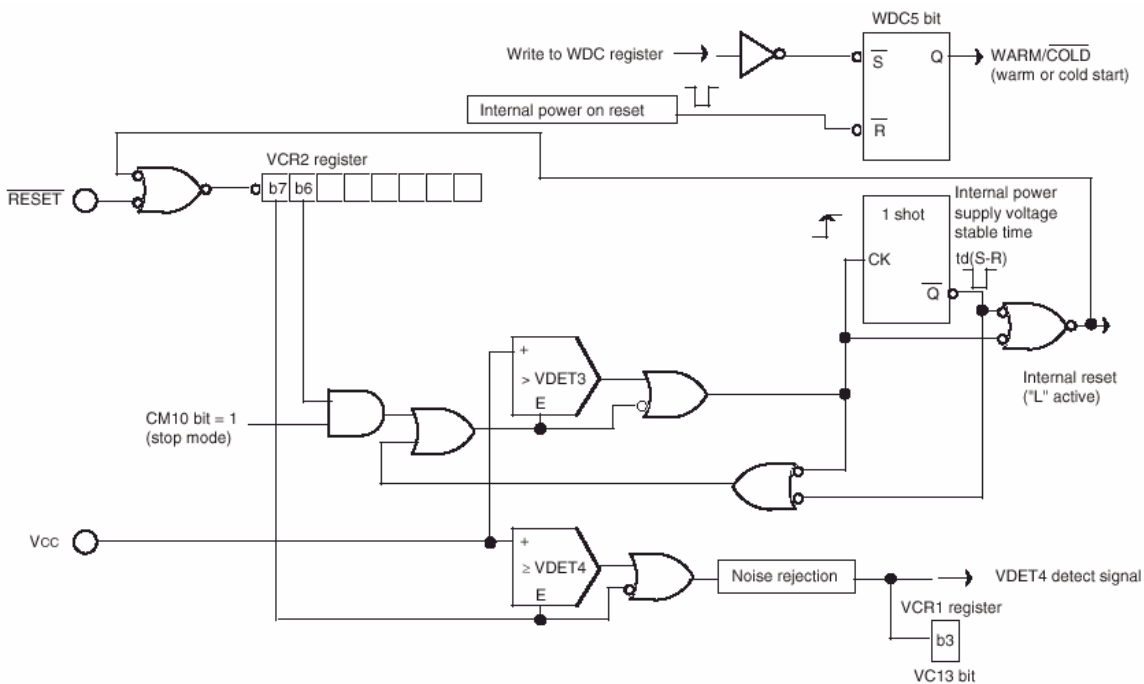 WDC5 bit
Write to WDC register
S
Q
WARM/COLD
(warm or cold start)
Internal power on reset
R
VCR2 register
RESET
b7 b6
Internal power
supply voltage
stable time
1 shot
td(S-R)
CK
Q
+
> VDET3
E
CM10 bit = 1
(stop mode)
Internal reset
("L" active)
VCC
+
≥ VDET4
E
Noise rejection
VDET4 detect signal
VCR1 register
b3
VC13 bit